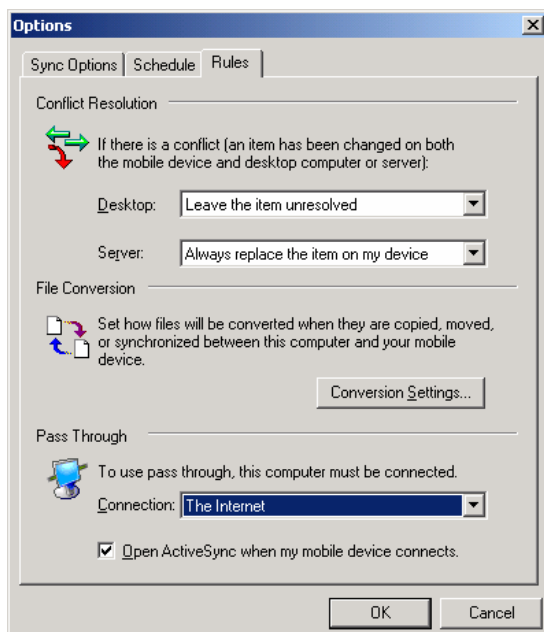 Options
Sync Options Schedule Rules
Conflict Resolution
If there is a conflict (an item has been changed on both
the mobile device and desktop computer or server):
Desktop: Leave the item unresolved
Server: Always replace the item on my device
File Conversion
Set how files will be converted when they are copied, moved,
or synchronized between this computer and your mobile
device.
Conversion Settings...
Pass Through
To use pass through, this computer must be connected.
Connection: The Internet
Open ActiveSync when my mobile device connects.
OK Cancel